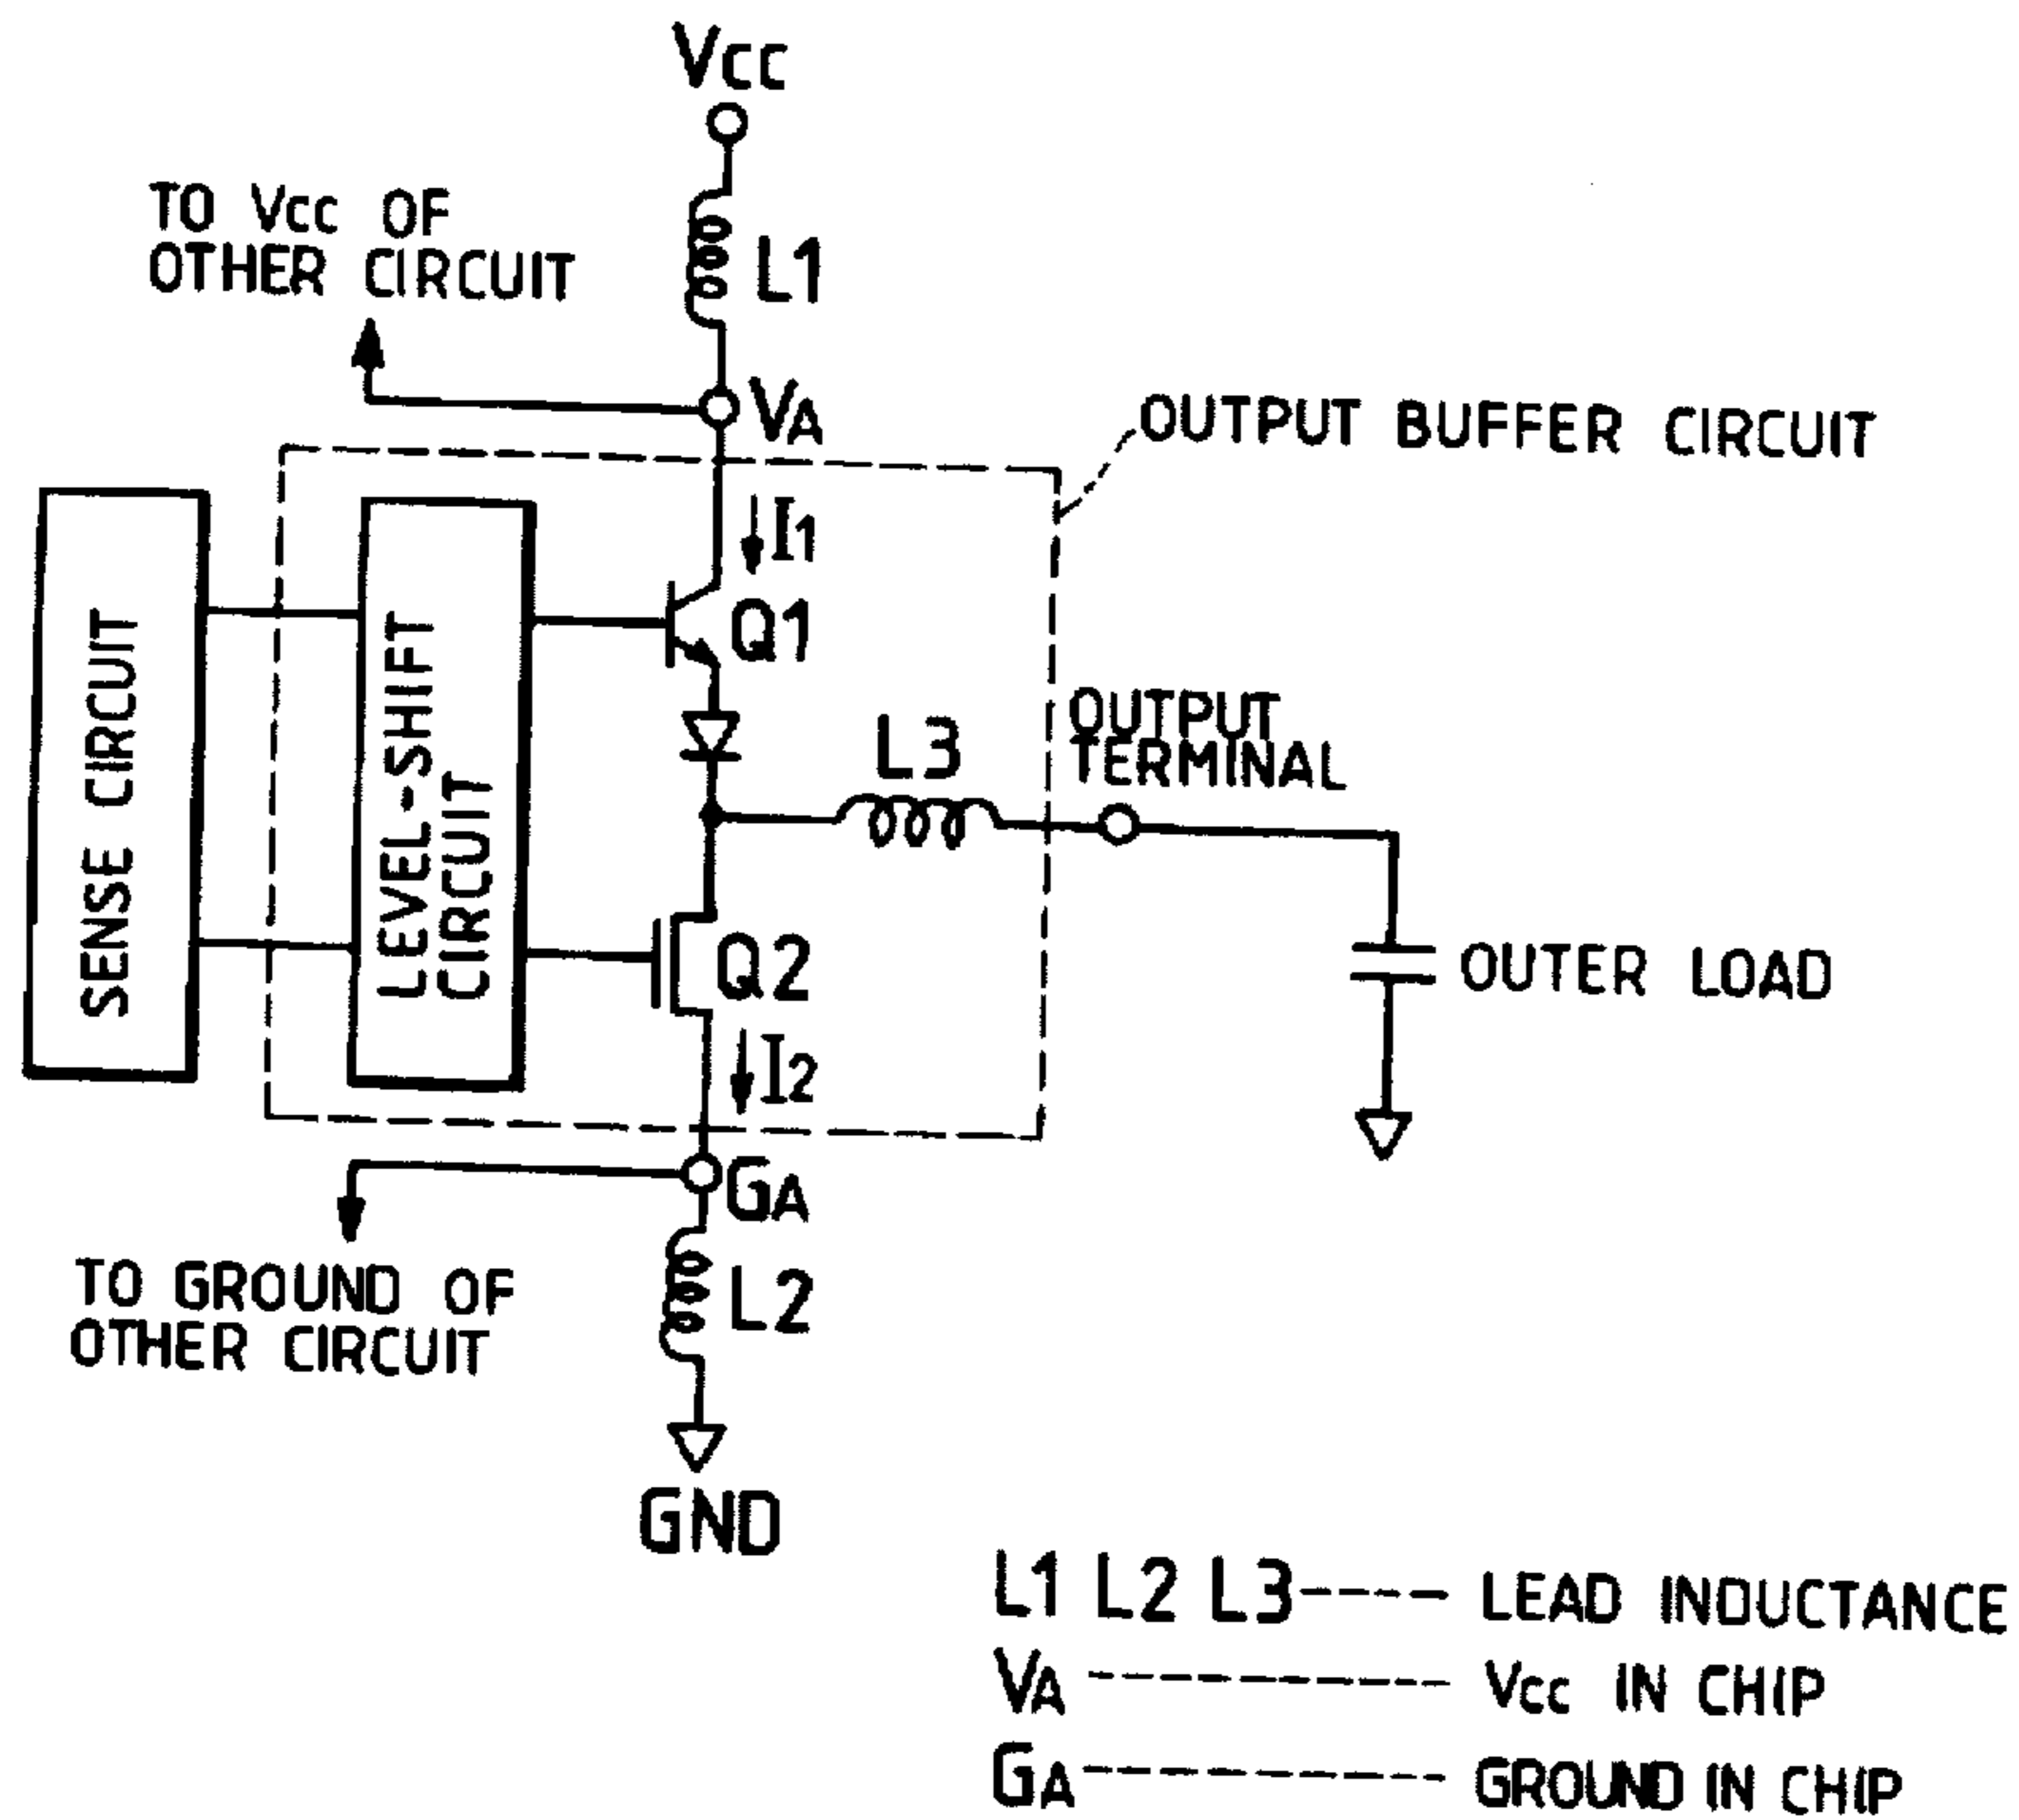 Vcc
TO Vcc OF
OTHER CIRCUIT
L1
VA
OUTPUT BUFFER CIRCUIT
I1
Q1
SENSE CIRCUIT
LEVEL-SHIFT
CIRCUIT
L3
OUTPUT
TERMINAL
Q2
OUTER LOAD
I2
GA
TO GROUND OF
OTHER CIRCUIT
L2
GND
L1 L2 L3---- LEAD INDUCTANCE
VA ---------- Vcc IN CHIP
GA ---------- GROUND IN CHIP